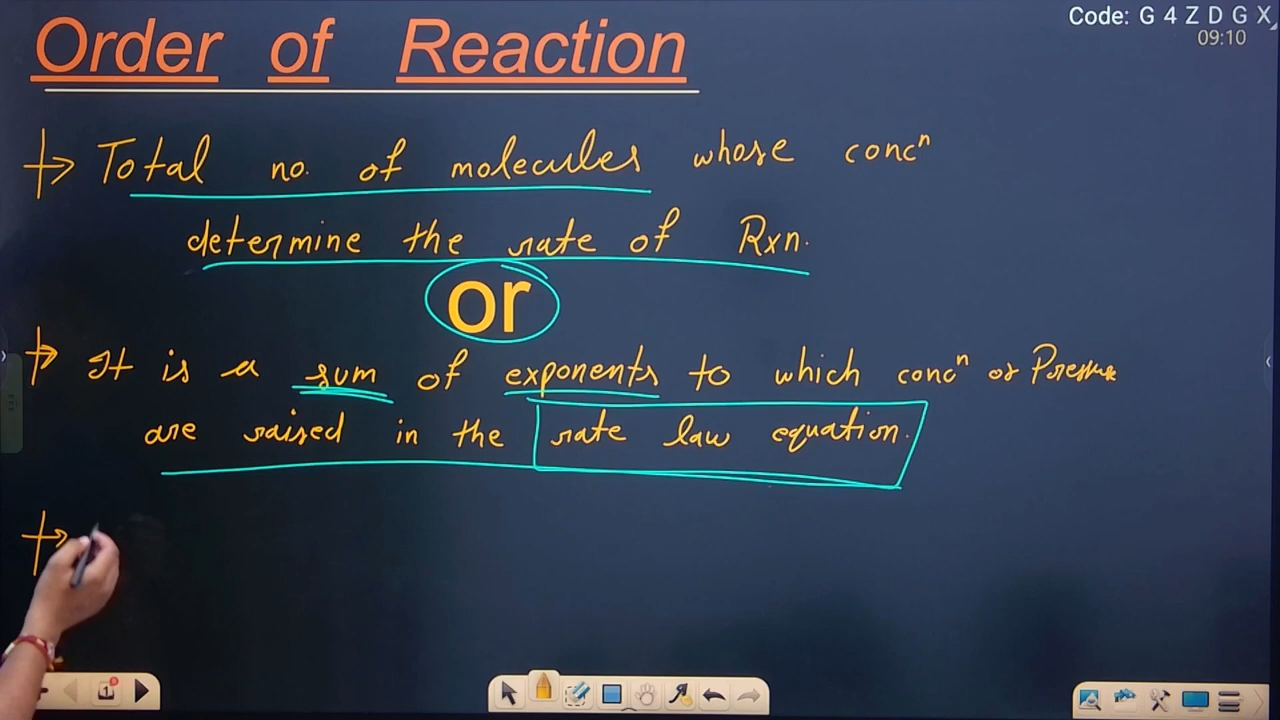 Code: G 4 Z D G X
09:10
Order of Reaction
Total no. of molecules whose concⁿ
determine the rate of Rxn.
or
It is a sum of exponents to which concⁿ or Pressure
are raised in the rate law equation.
1